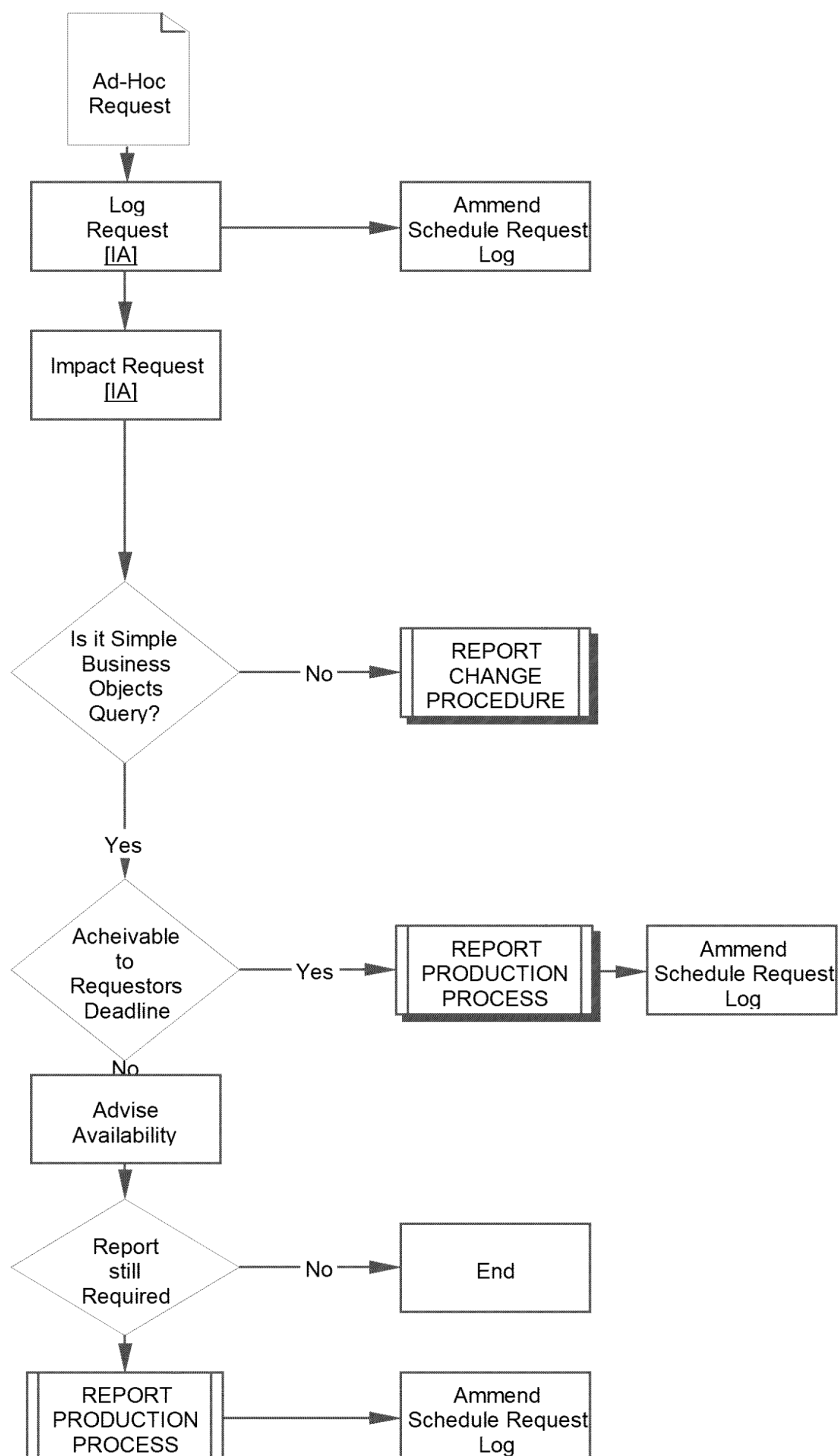 Ad-Hoc
Request
Log
Request
[IA]
Ammend
Schedule Request
Log
Impact Request
[IA]
Is it Simple
Business
Objects
Query?
No
REPORT
CHANGE
PROCEDURE
Yes
Acheivable
to
Requestors
Deadline
Yes
REPORT
PRODUCTION
PROCESS
Ammend
Schedule Request
Log
No
Advise
Availability
Report
still
Required
No
End
REPORT
PRODUCTION
PROCESS
Ammend
Schedule Request
Log